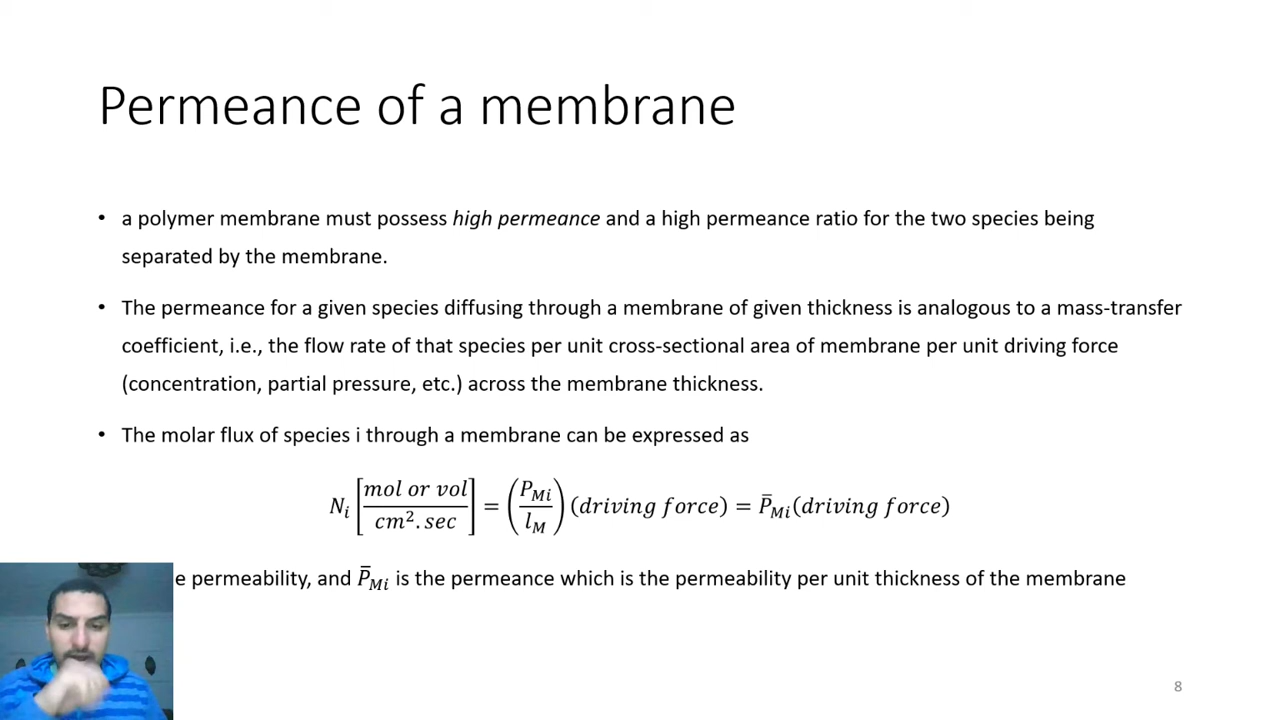 Permeance of a membrane
• a polymer membrane must possess high permeance and a high permeance ratio for the two species being
separated by the membrane.
• The permeance for a given species diffusing through a membrane of given thickness is analogous to a mass-transfer
coefficient, i.e., the flow rate of that species per unit cross-sectional area of membrane per unit driving force
(concentration, partial pressure, etc.) across the membrane thickness.
• The molar flux of species i through a membrane can be expressed as
N_i [mol or vol / cm². sec] = (P_Mi / l_M) (driving force) = P̄_Mi(driving force)
permeability, and P̄_Mi is the permeance which is the permeability per unit thickness of the membrane
8